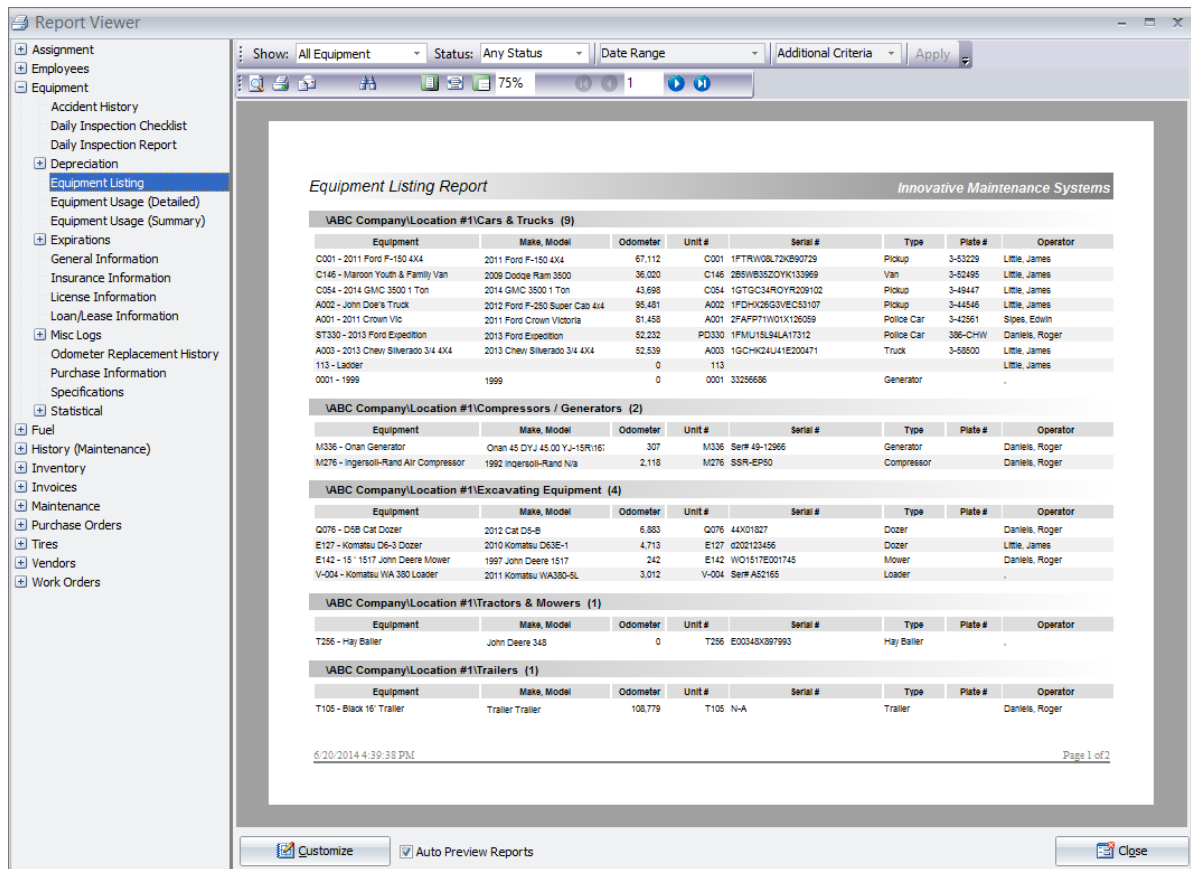 Report Viewer
Assignment
Employees
Equipment
Accident History
Daily Inspection Checklist
Daily Inspection Report
Depreciation
Equipment Listing
Equipment Usage (Detailed)
Equipment Usage (Summary)
Expirations
General Information
Insurance Information
License Information
Loan/Lease Information
Misc Logs
Odometer Replacement History
Purchase Information
Specifications
Statistical
Fuel
History (Maintenance)
Inventory
Invoices
Maintenance
Purchase Orders
Tires
Vendors
Work Orders
Show: All Equipment Status: Any Status Date Range Additional Criteria Apply
75% 1
Equipment Listing Report Innovative Maintenance Systems
\ABC Company\Location #1\Cars & Trucks (9)
Equipment Make, Model Odometer Unit # Serial # Type Plate # Operator
C001 - 2011 Ford F-150 4X4 2011 Ford F-150 4X4 67,112 C001 1FTRW08L72KB90729 Pickup 3-53229 Little, James
C146 - Maroon Youth & Family Van 2009 Dodge Ram 3500 36,020 C146 2B5WB35ZOYK133969 Van 3-52495 Little, James
C054 - 2014 GMC 3500 1 Ton 2014 GMC 3500 1 Ton 43,698 C054 1GTGC34ROYR209102 Pickup 3-49447 Little, James
A002 - John Doe's Truck 2012 Ford F-250 Super Cab 4x4 95,481 A002 1FDHX26G3VEC53107 Pickup 3-44546 Little, James
A001 - 2011 Crown Vic 2011 Ford Crown Victoria 81,458 A001 2FAFP71W01X126059 Police Car 3-42561 Sipes, Edwin
ST330 - 2013 Ford Expedition 2013 Ford Expedition 52,232 PD330 1FMU15L94LA17312 Police Car 386-CHW Daniels, Roger
A003 - 2013 Chevy Silverado 3/4 4X4 2013 Chevy Silverado 3/4 4X4 52,539 A003 1GCHK24U41E200471 Truck 3-58500 Little, James
113 - Ladder 0 113 Little, James
0001 - 1999 1999 0 0001 33256686 Generator ,
\ABC Company\Location #1\Compressors / Generators (2)
Equipment Make, Model Odometer Unit # Serial # Type Plate # Operator
M336 - Onan Generator Onan 45 DYJ 45.00 YJ-15R\167 307 M336 Ser# 49-12966 Generator Daniels, Roger
M276 - Ingersoll-Rand Air Compressor 1992 Ingersoll-Rand N/a 2,118 M276 SSR-EP50 Compressor Daniels, Roger
\ABC Company\Location #1\Excavating Equipment (4)
Equipment Make, Model Odometer Unit # Serial # Type Plate # Operator
Q076 - D5B Cat Dozer 2012 Cat D5-B 6,883 Q076 44X01827 Dozer Daniels, Roger
E127 - Komatsu D6-3 Dozer 2010 Komatsu D63E-1 4,713 E127 d202123456 Dozer Little, James
E142 - 15 ' 1517 John Deere Mower 1997 John Deere 1517 242 E142 WO1517E001745 Mower Daniels, Roger
V-004 - Komatsu WA 380 Loader 2011 Komatsu WA380-5L 3,012 V-004 Ser# A52165 Loader ,
\ABC Company\Location #1\Tractors & Mowers (1)
Equipment Make, Model Odometer Unit # Serial # Type Plate # Operator
T256 - Hay Bailer John Deere 348 0 T256 E00348X897993 Hay Bailer ,
\ABC Company\Location #1\Trailers (1)
Equipment Make, Model Odometer Unit # Serial # Type Plate # Operator
T105 - Black 16' Trailer Trailer Trailer 108,779 T105 N-A Trailer Daniels, Roger
6/20/2014 4:39:38 PM Page 1 of 2
Customize Auto Preview Reports Close